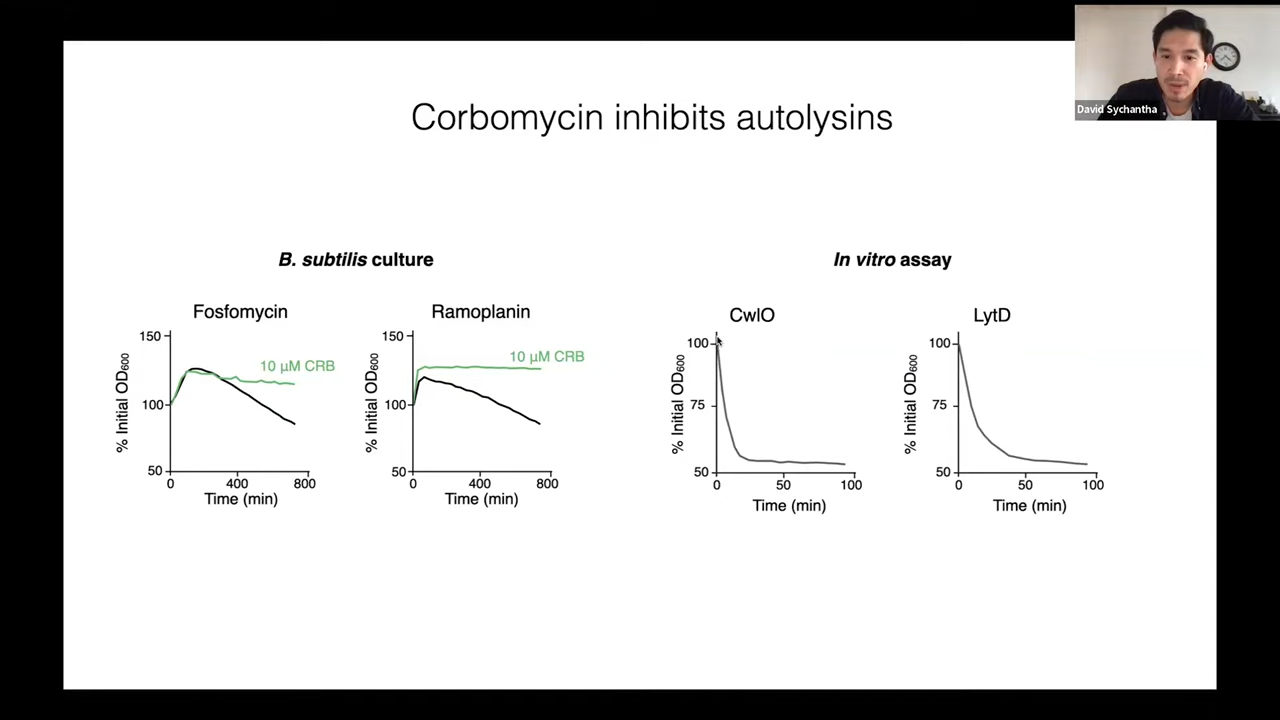 David Sychantha
Corbomycin inhibits autolysins
B. subtilis culture
In vitro assay
Fosfomycin
150
100
50
% Initial OD600
10 µM CRB
0
400
800
Time (min)
Ramoplanin
150
100
50
% Initial OD600
10 µM CRB
0
400
800
Time (min)
CwlO
100
75
50
% Initial OD600
0
50
100
Time (min)
LytD
100
75
50
% Initial OD600
0
50
100
Time (min)